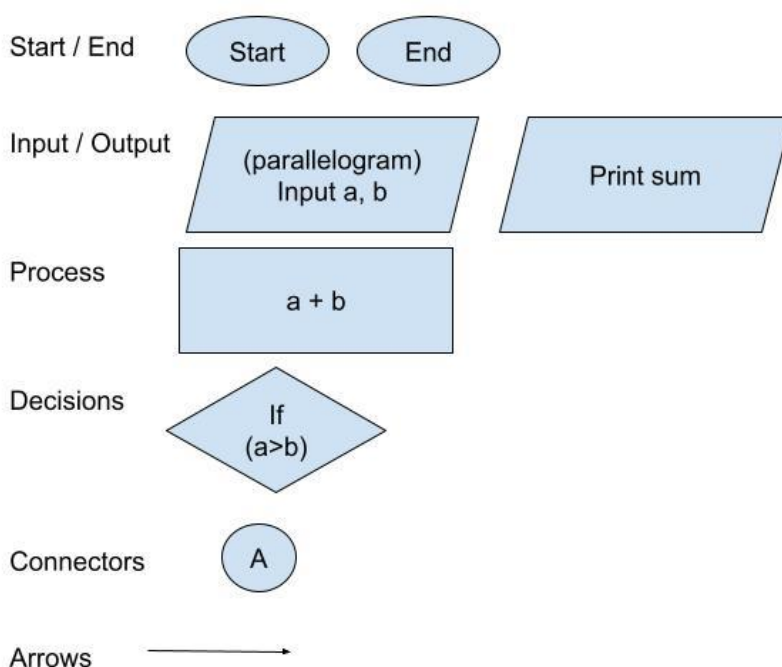 Start / End
Start
End
Input / Output
(parallelogram)
Input a, b
Print sum
Process
a + b
Decisions
If
(a>b)
Connectors
A
Arrows